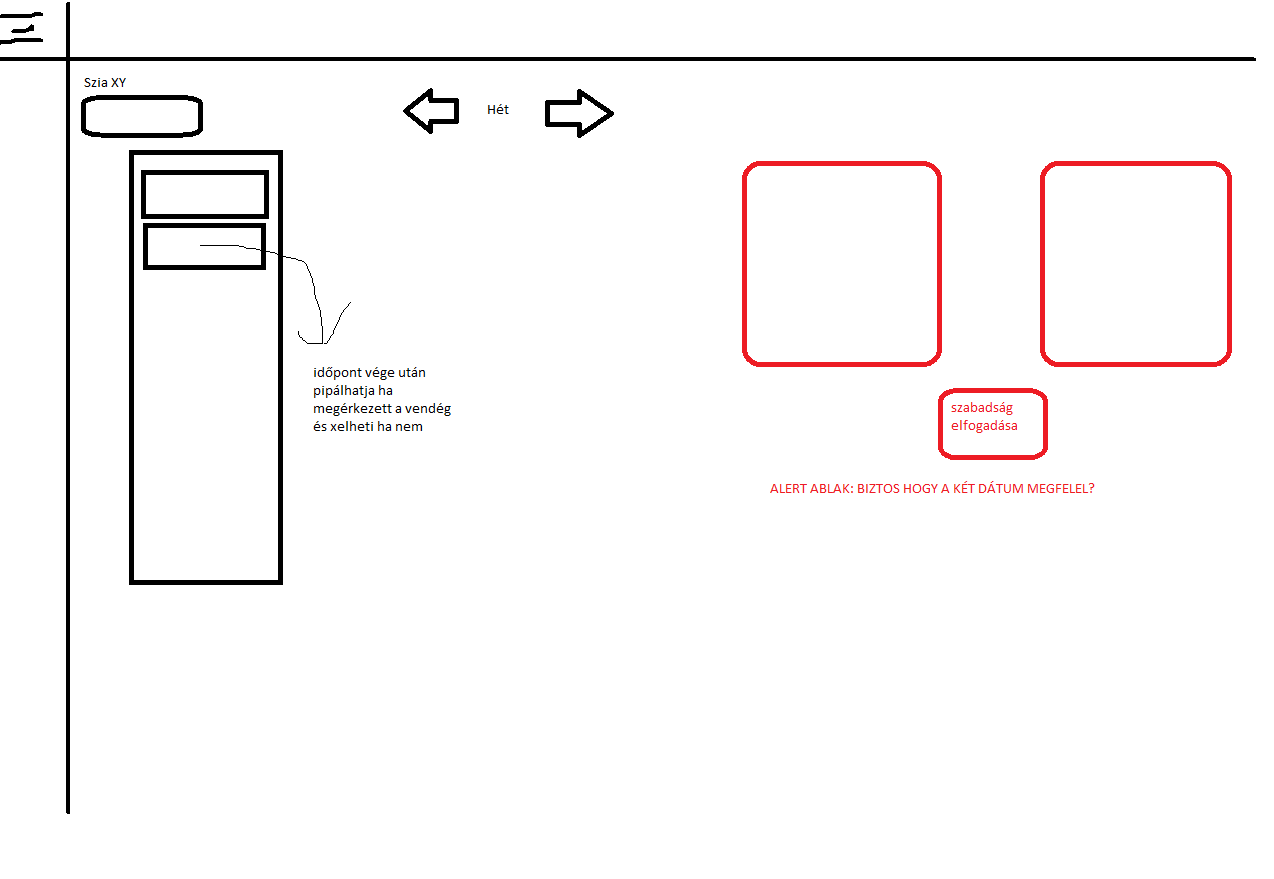 Szia XY
Hét
időpont vége után
pipálhatja ha
megérkezett a vendég
és xelheti ha nem
szabadság
elfogadása
ALERT ABLAK: BIZTOS HOGY A KÉT DÁTUM MEGFELEL?